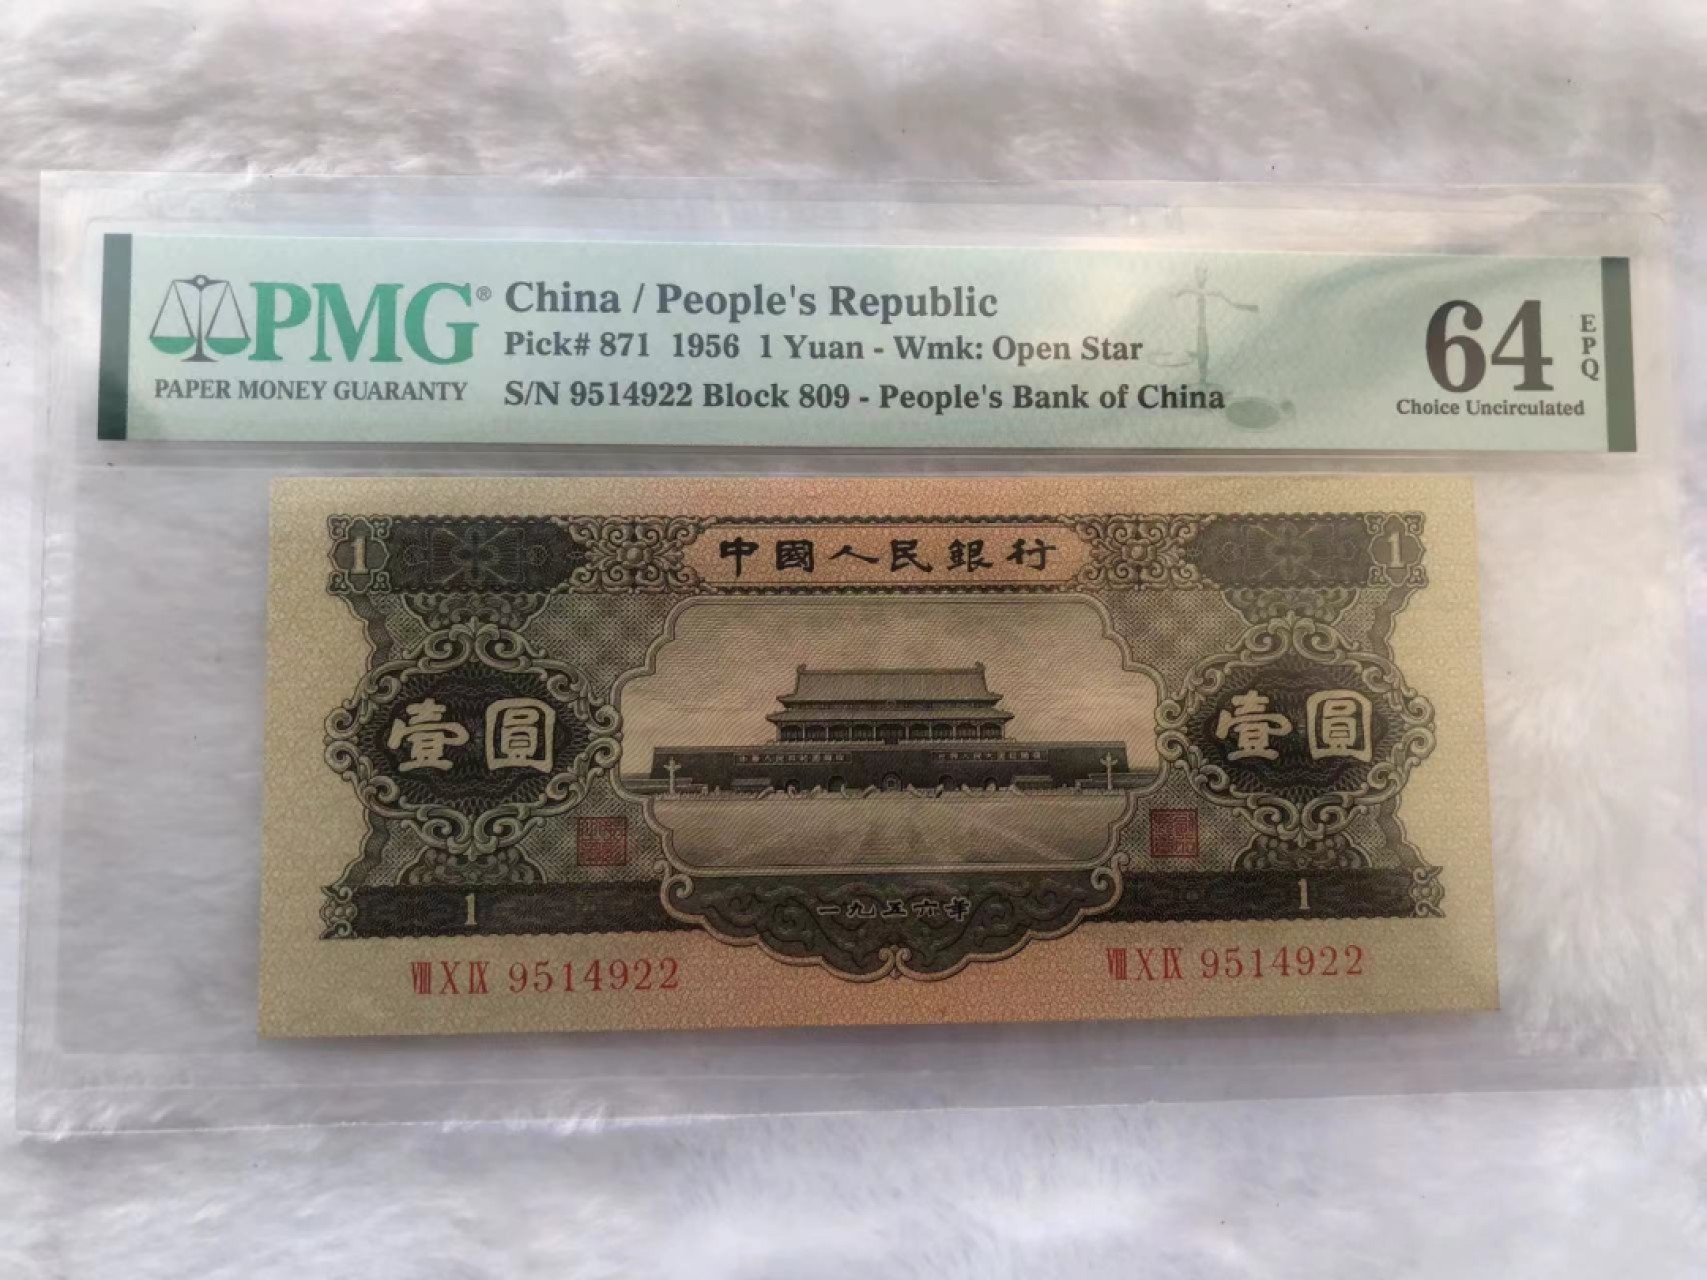 PMG®
PAPER MONEY GUARANTY
China / People's Republic
Pick# 871 1956 1 Yuan - Wmk: Open Star
S/N 9514922 Block 809 - People's Bank of China
64
EPQ
Choice Uncirculated
1 中國人民銀行 1
壹圓 壹圓
1 一九五六年 1
Ⅷ X Ⅸ 9514922 Ⅷ X Ⅸ 9514922